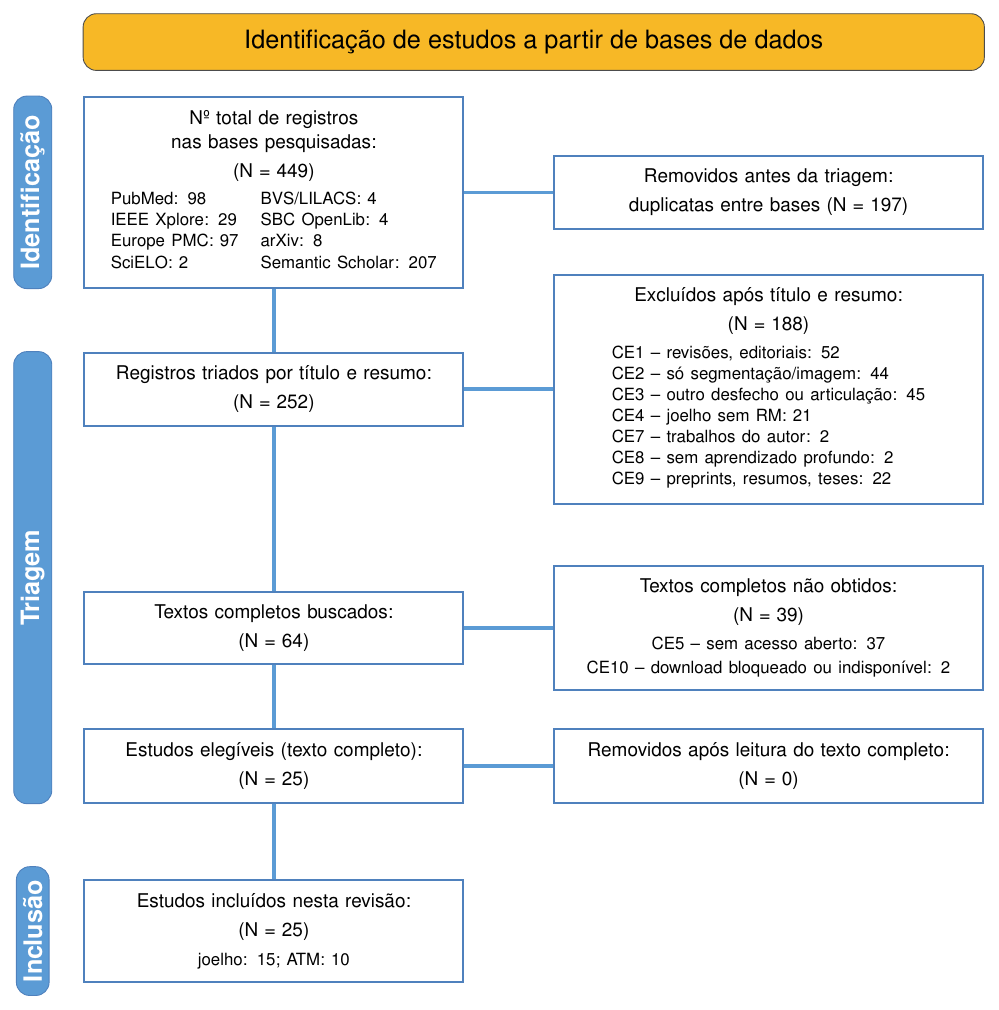 Identificação de estudos a partir de bases de dados
Identificação
Nº total de registros
nas bases pesquisadas:
(N = 449)
PubMed: 98
BVS/LILACS: 4
IEEE Xplore: 29
SBC OpenLib: 4
Europe PMC: 97
arXiv: 8
SciELO: 2
Semantic Scholar: 207
Removidos antes da triagem:
duplicatas entre bases (N = 197)
Triagem
Registros triados por título e resumo:
(N = 252)
Excluídos após título e resumo:
(N = 188)
CE1 – revisões, editoriais: 52
CE2 – só segmentação/imagem: 44
CE3 – outro desfecho ou articulação: 45
CE4 – joelho sem RM: 21
CE7 – trabalhos do autor: 2
CE8 – sem aprendizado profundo: 2
CE9 – preprints, resumos, teses: 22
Textos completos buscados:
(N = 64)
Textos completos não obtidos:
(N = 39)
CE5 – sem acesso aberto: 37
CE10 – download bloqueado ou indisponível: 2
Estudos elegíveis (texto completo):
(N = 25)
Removidos após leitura do texto completo:
(N = 0)
Inclusão
Estudos incluídos nesta revisão:
(N = 25)
joelho: 15; ATM: 10